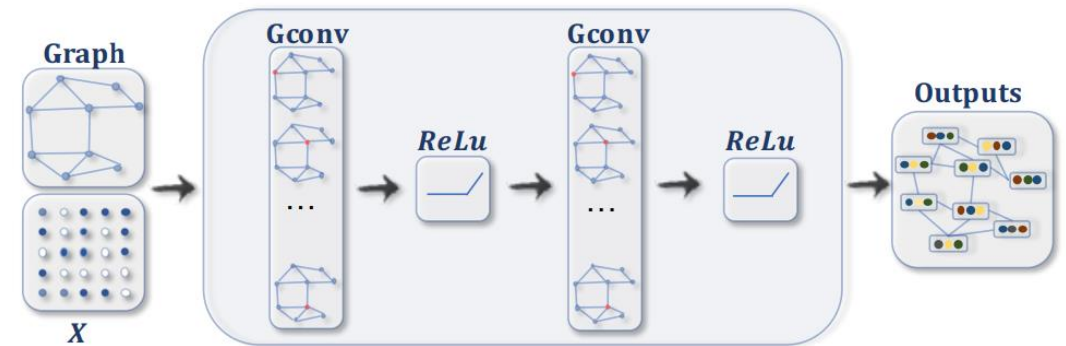 Graph
X
Gconv
...
ReLu
Gconv
...
ReLu
Outputs